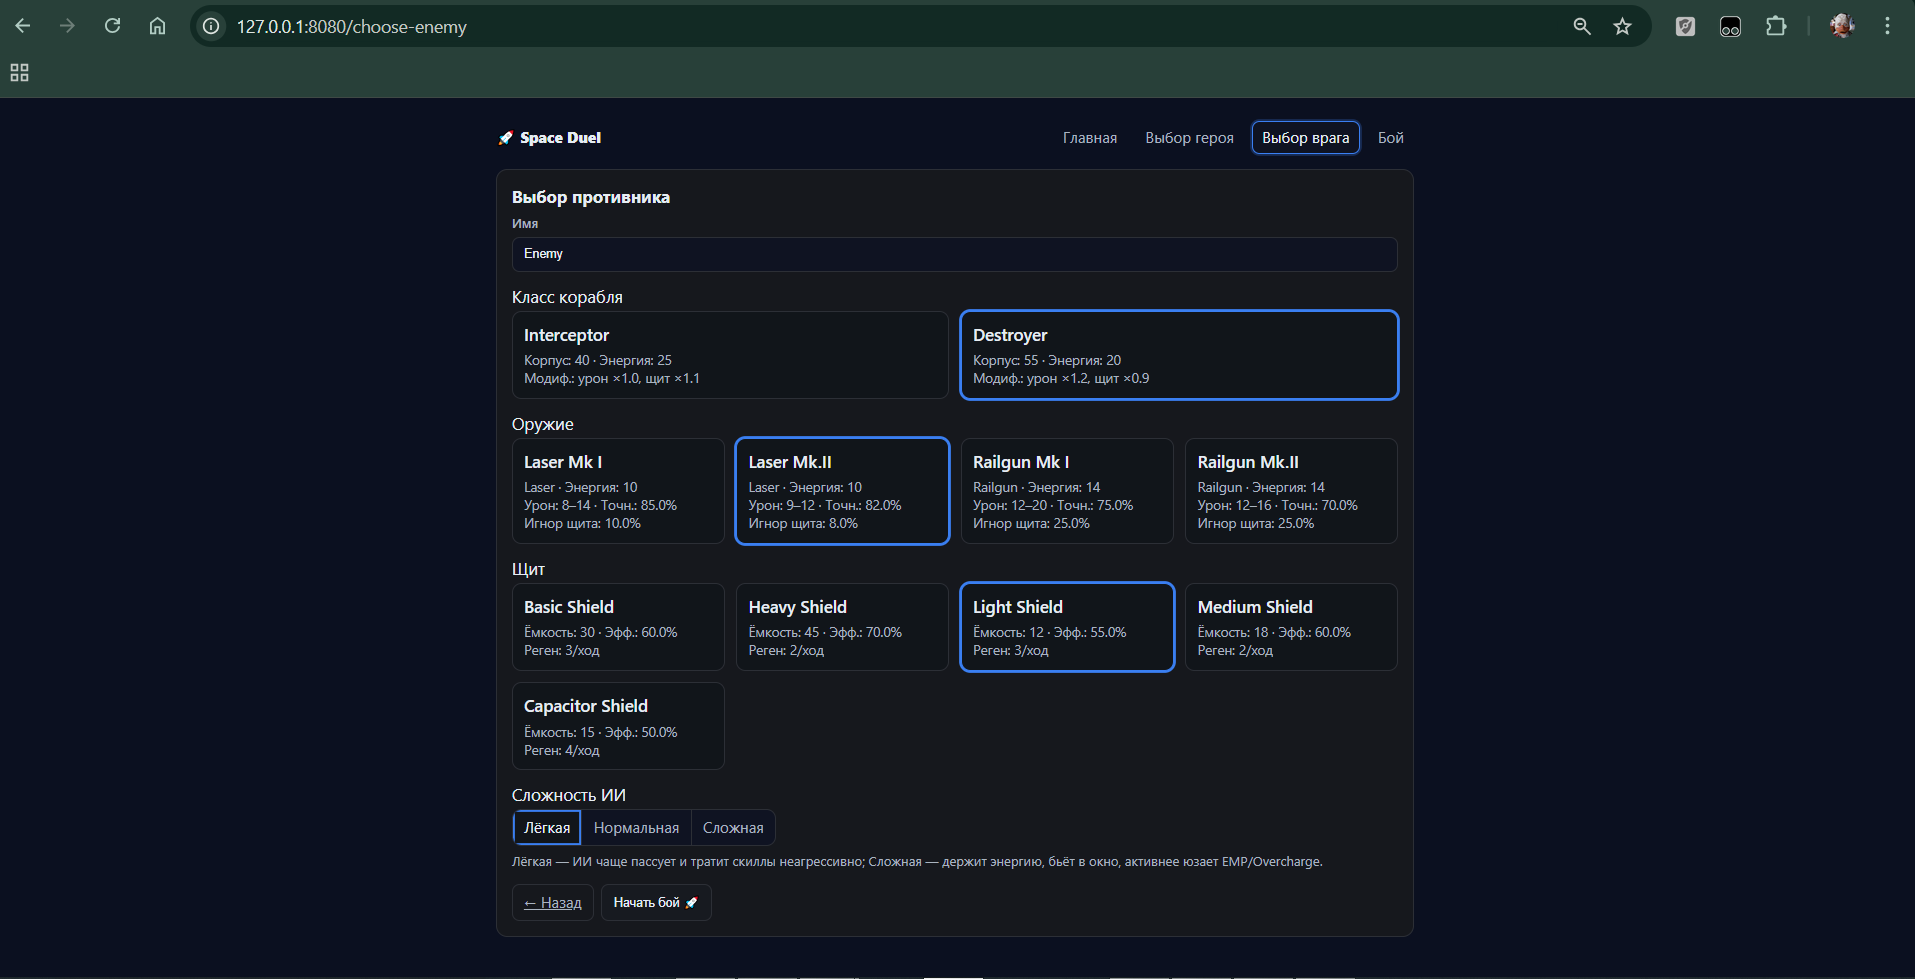 127.0.0.1:8080/choose-enemy
Space Duel
Главная Выбор героя Выбор врага Бой
Выбор противника
Имя
Enemy
Класс корабля
Interceptor
Корпус: 40 · Энергия: 25
Модиф.: урон ×1.0, щит ×1.1
Destroyer
Корпус: 55 · Энергия: 20
Модиф.: урон ×1.2, щит ×0.9
Оружие
Laser Mk I
Laser · Энергия: 10
Урон: 8–14 · Точн.: 85.0%
Игнор щита: 10.0%
Laser Mk.II
Laser · Энергия: 10
Урон: 9–12 · Точн.: 82.0%
Игнор щита: 8.0%
Railgun Mk I
Railgun · Энергия: 14
Урон: 12–20 · Точн.: 75.0%
Игнор щита: 25.0%
Railgun Mk.II
Railgun · Энергия: 14
Урон: 12–16 · Точн.: 70.0%
Игнор щита: 25.0%
Щит
Basic Shield
Ёмкость: 30 · Эфф.: 60.0%
Реген: 3/ход
Heavy Shield
Ёмкость: 45 · Эфф.: 70.0%
Реген: 2/ход
Light Shield
Ёмкость: 12 · Эфф.: 55.0%
Реген: 3/ход
Medium Shield
Ёмкость: 18 · Эфф.: 60.0%
Реген: 2/ход
Capacitor Shield
Ёмкость: 15 · Эфф.: 50.0%
Реген: 4/ход
Сложность ИИ
Лёгкая Нормальная Сложная
Лёгкая — ИИ чаще пассует и тратит скиллы неагрессивно; Сложная — держит энергию, бьёт в окно, активнее юзает EMP/Overcharge.
← Назад Начать бой 🚀